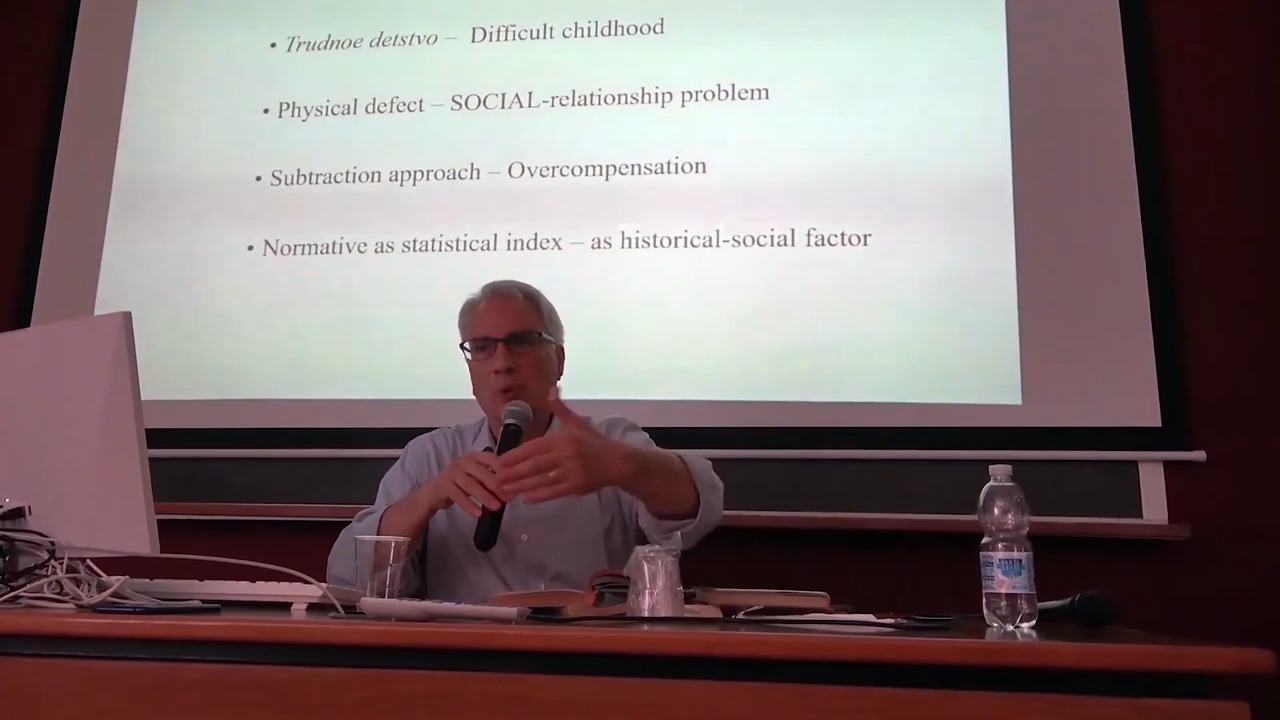 • Trudnoe detstvo – Difficult childhood
• Physical defect – SOCIAL-relationship problem
• Subtraction approach – Overcompensation
• Normative as statistical index – as historical-social factor